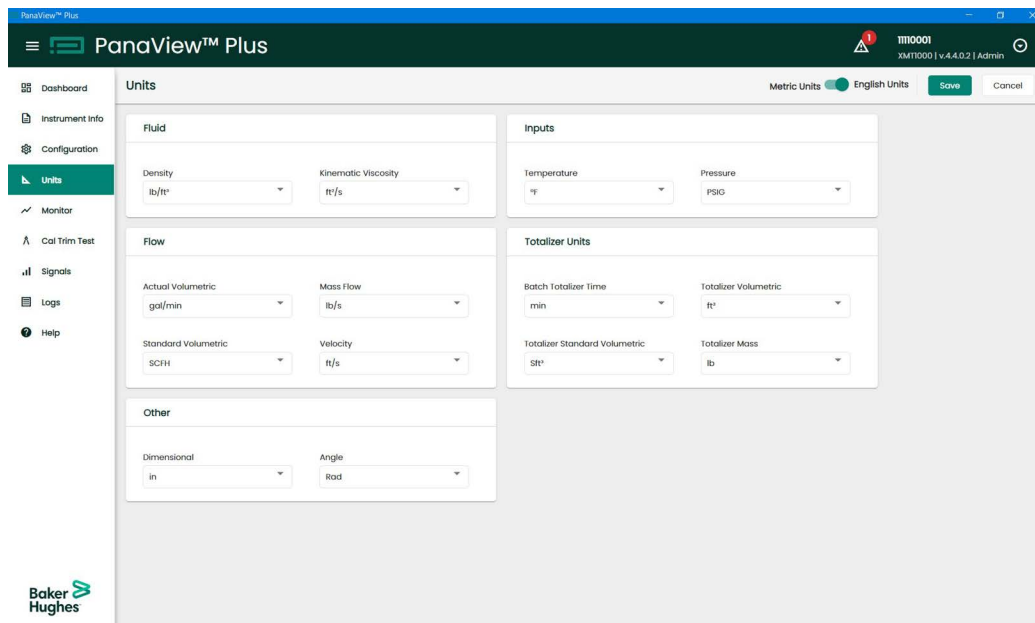 PanaView™ Plus
PanaView™ Plus
1
11110001
XMT1000 | v.4.4.0.2 | Admin
Dashboard
Instrument Info
Configuration
Units
Monitor
Cal Trim Test
Signals
Logs
Help
Baker
Hughes
Units
Metric Units
English Units
Save
Cancel
Fluid
Density
Kinematic Viscosity
lb/ft³
ft²/s
Inputs
Temperature
Pressure
°F
PSIG
Flow
Actual Volumetric
Mass Flow
gal/min
lb/s
Standard Volumetric
Velocity
SCFH
ft/s
Totalizer Units
Batch Totalizer Time
Totalizer Volumetric
min
ft³
Totalizer Standard Volumetric
Totalizer Mass
Sft³
lb
Other
Dimensional
Angle
in
Rad